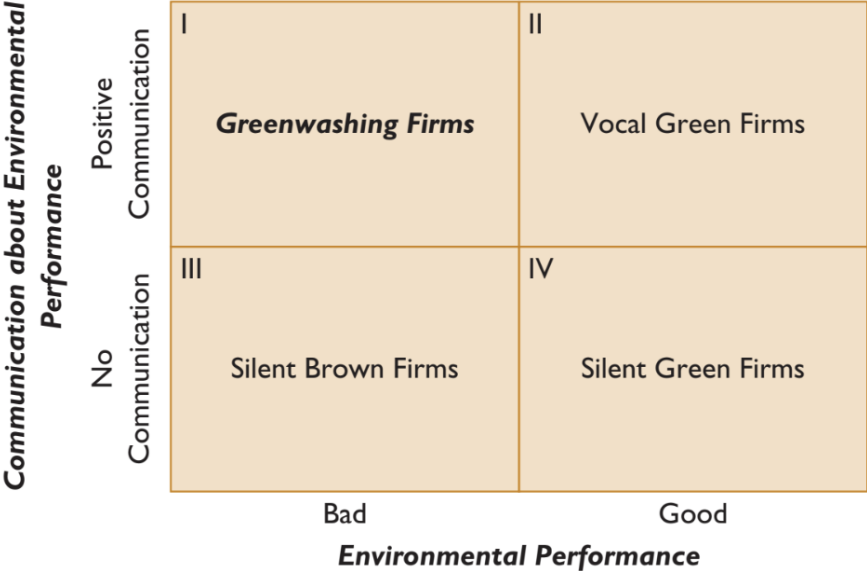 Communication about Environmental
Performance
Positive
Communication
No
Communication
I
Greenwashing Firms
II
Vocal Green Firms
III
Silent Brown Firms
IV
Silent Green Firms
Bad
Good
Environmental Performance